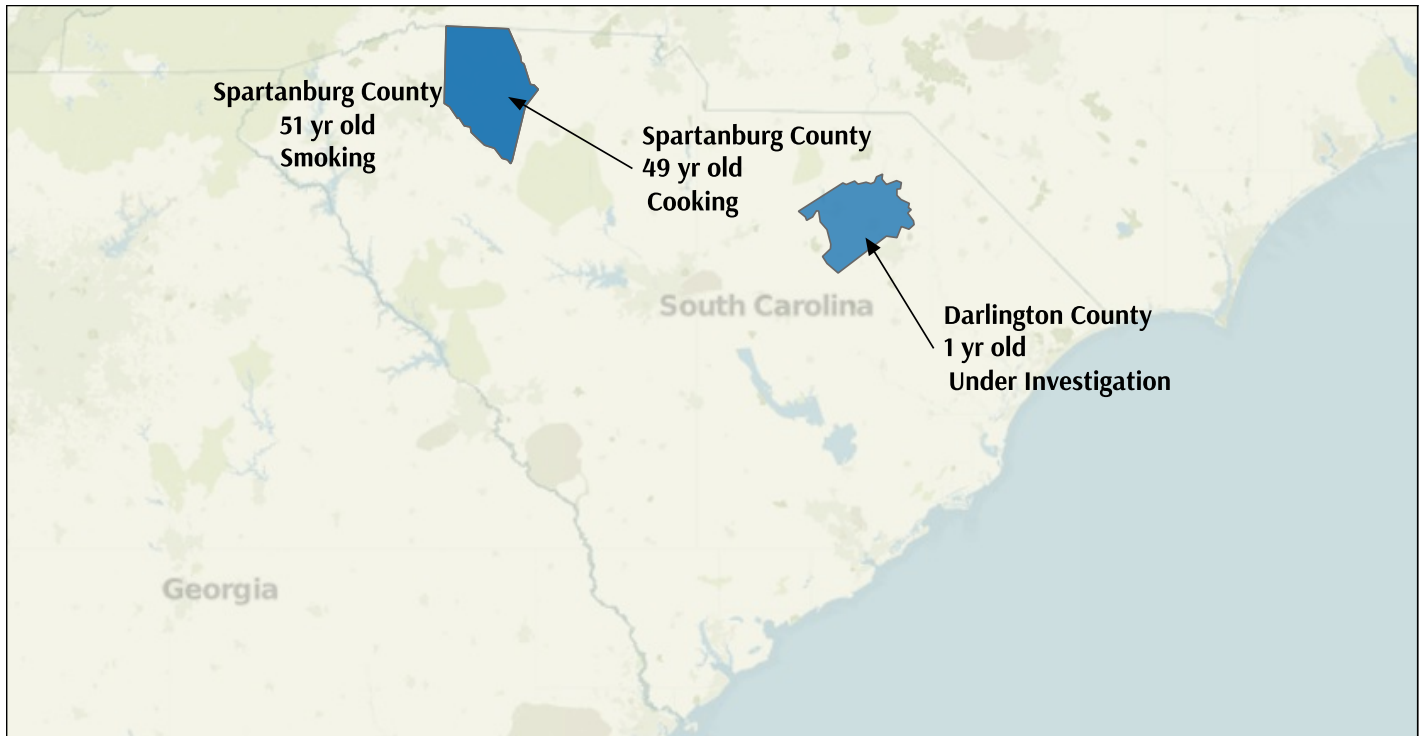 Spartanburg County
51 yr old
Smoking
Spartanburg County
49 yr old
Cooking
South Carolina
Darlington County
1 yr old
Under Investigation
Georgia